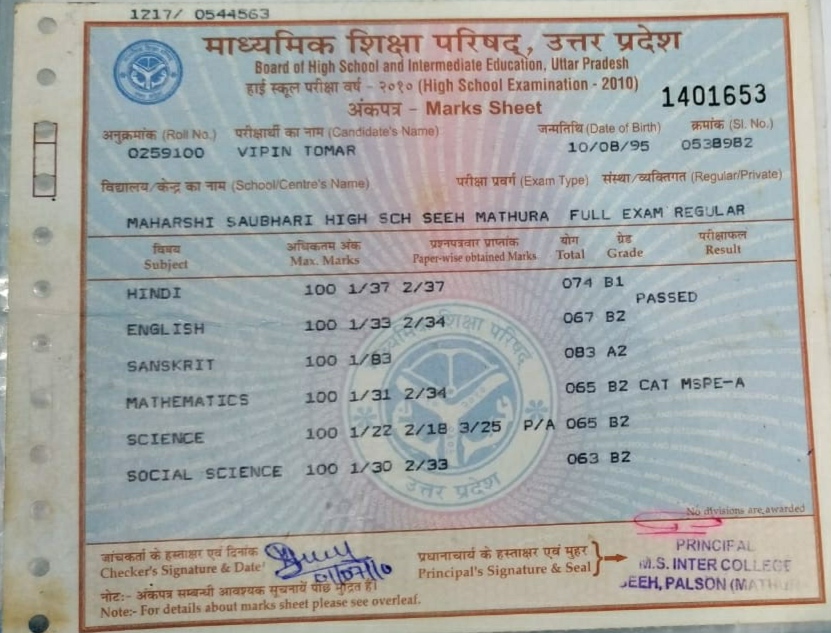 1217/ 0544563
माध्यमिक शिक्षा परिषद्, उत्तर प्रदेश
Board of High School and Intermediate Education, Uttar Pradesh
हाई स्कूल परीक्षा वर्ष - २०१० (High School Examination - 2010)
1401653
अंकपत्र - Marks Sheet
अनुक्रमांक (Roll No.) परीक्षार्थी का नाम (Candidate's Name) जन्मतिथि (Date of Birth) क्रमांक (Sl. No.)
0259100 VIPIN TOMAR 10/08/95 0538982
विद्यालय/केन्द्र का नाम (School/Centre's Name) परीक्षा प्रवर्ग (Exam Type) संस्था/व्यक्तिगत (Regular/Private)
MAHARSHI SAUBHARI HIGH SCH SEEH MATHURA FULL EXAM REGULAR
विषय अधिकतम अंक प्रश्नपत्रवार प्राप्तांक योग ग्रेड परीक्षाफल
Subject Max. Marks Paper-wise obtained Marks Total Grade Result
HINDI 100 1/37 2/37 074 B1
PASSED
ENGLISH 100 1/33 2/34 067 B2
SANSKRIT 100 1/83 083 A2
MATHEMATICS 100 1/31 2/34 065 B2 CAT MSPE-A
SCIENCE 100 1/22 2/18 3/25 P/A 065 B2
SOCIAL SCIENCE 100 1/30 2/33 063 B2
माध्यमिक शिक्षा परिषद्
उत्तर प्रदेश
No divisions are awarded
जांचकर्ता के हस्ताक्षर एवं दिनांक प्रधानाचार्य के हस्ताक्षर एवं मुहर PRINCIPAL
Checker's Signature & Date 01/07/10 Principal's Signature & Seal M.S. INTER COLLEGE
SEEH, PALSON (MATHU
नोट:- अंकपत्र सम्बन्धी आवश्यक सूचनायें पीछे मुद्रित है।
Note:- For details about marks sheet please see overleaf.